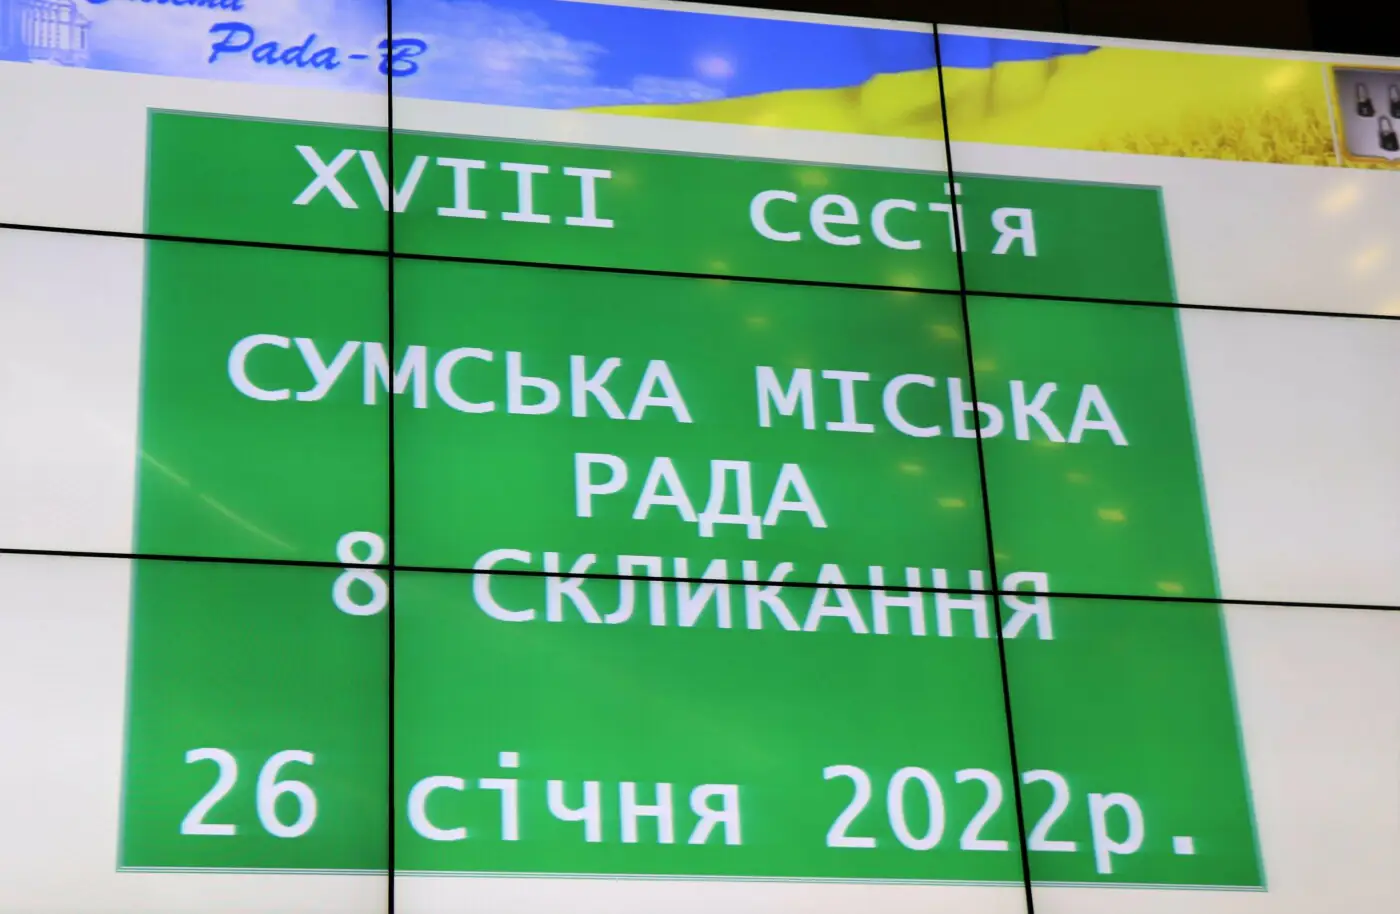 Рада-В
XVIII сесія
СУМСЬКА МІСЬКА
РАДА
8 СКЛИКАННЯ
26 січня 2022р.